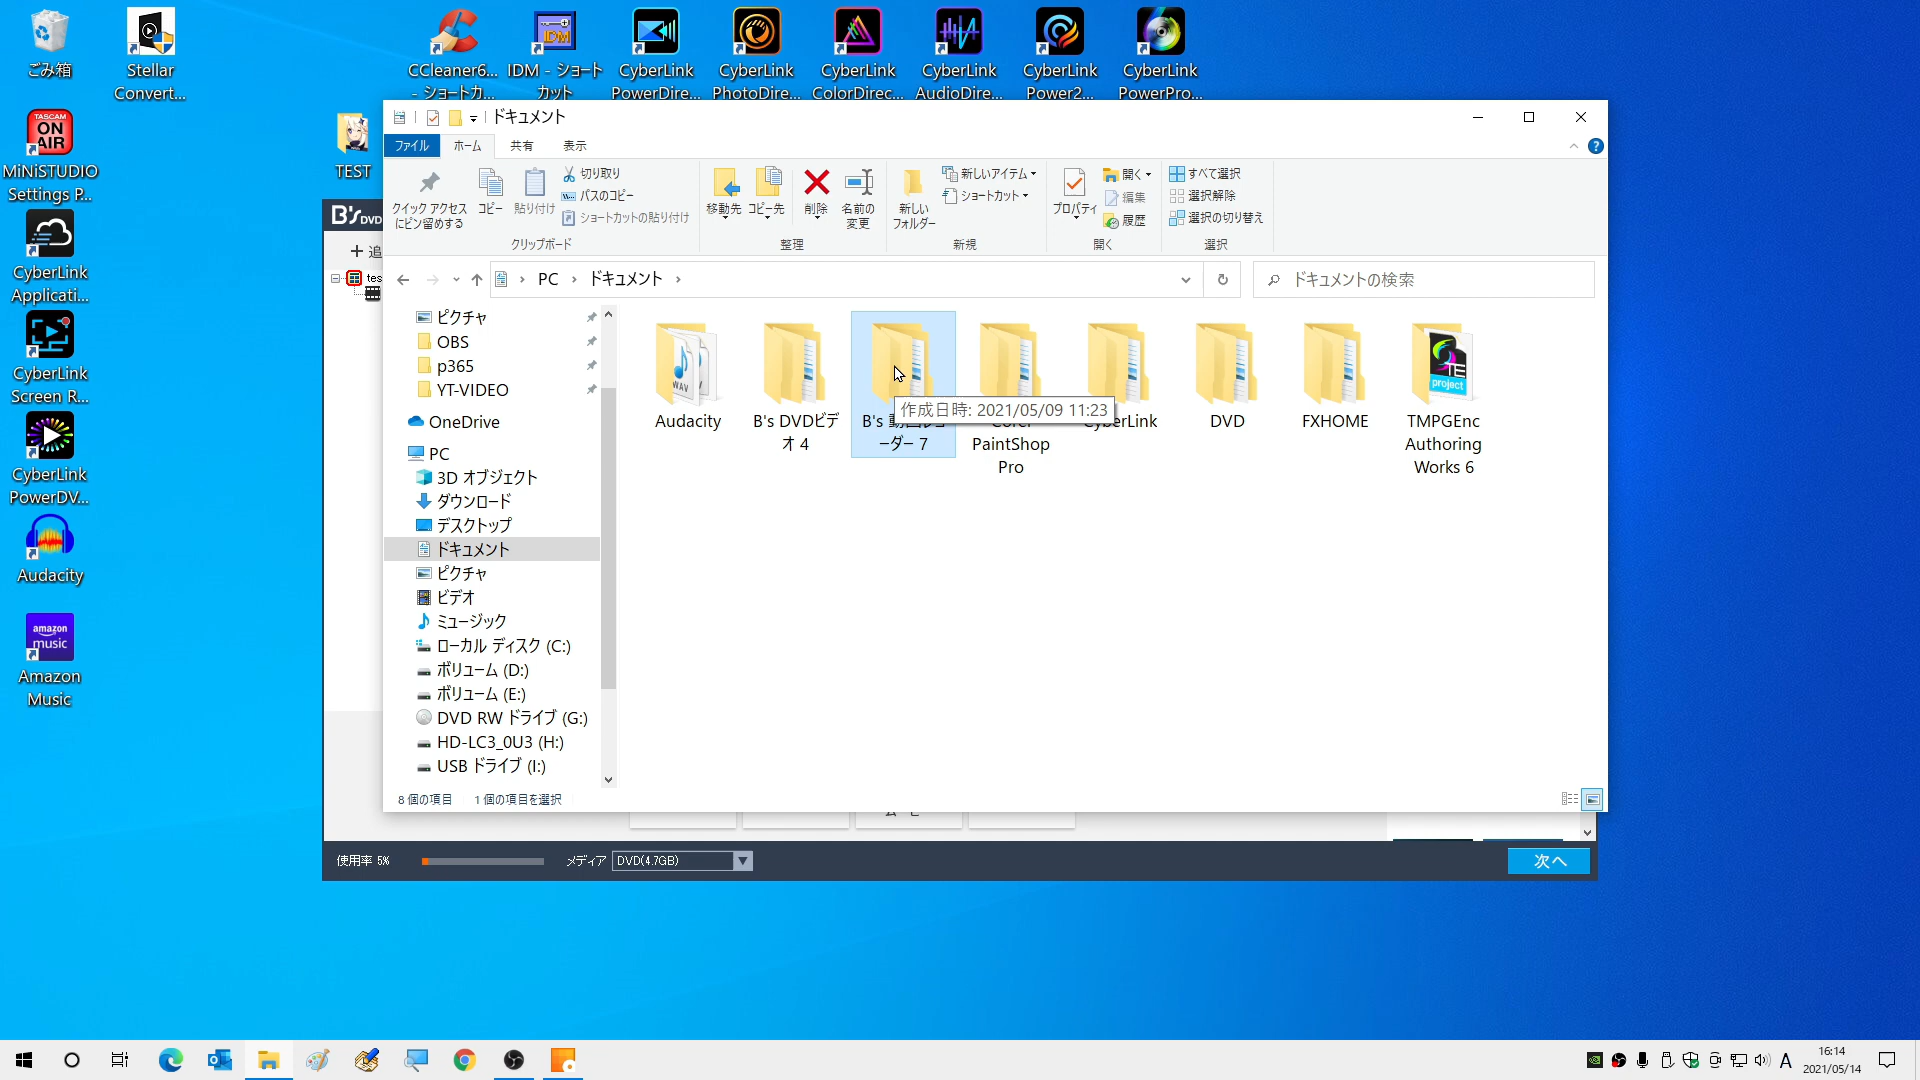 ごみ箱
Stellar
Convert...
CCleaner6...
- ショートカ...
IDM - ショート
カット
CyberLink
PowerDire...
CyberLink
PhotoDire...
CyberLink
ColorDirec...
CyberLink
AudioDire...
CyberLink
Power2...
CyberLink
PowerPro...
TASCAM
ON
AIR
MiNiSTUDIO
Settings P...
TEST
CyberLink
Applicati...
CyberLink
Screen R...
CyberLink
PowerDV...
Audacity
amazon
music
Amazon
Music
B's DVD
追
tes
ドキュメント
ファイル
ホーム
共有
表示
クイック アクセス
にピン留めする
コピー
貼り付け
切り取り
パスのコピー
ショートカットの貼り付け
クリップボード
移動先
コピー先
削除
名前の
変更
整理
新しい
フォルダー
新しいアイテム
ショートカット
新規
プロパティ
開く
編集
履歴
開く
すべて選択
選択解除
選択の切り替え
選択
PC
ドキュメント
ドキュメントの検索
ピクチャ
OBS
p365
YT-VIDEO
OneDrive
PC
3D オブジェクト
ダウンロード
デスクトップ
ドキュメント
ピクチャ
ビデオ
ミュージック
ローカル ディスク (C:)
ボリューム (D:)
ボリューム (E:)
DVD RW ドライブ (G:)
HD-LC3_0U3 (H:)
USB ドライブ (I:)
WAV
Audacity
B's DVDビデ
オ 4
B's 動画レコ
ーダー 7
作成日時: 2021/05/09 11:23
Corel
PaintShop
Pro
CyberLink
DVD
FXHOME
project
TMPGEnc
Authoring
Works 6
8 個の項目
1 個の項目を選択
使用率 5%
メディア
DVD(4.7GB)
次へ
A
16:14
2021/05/14